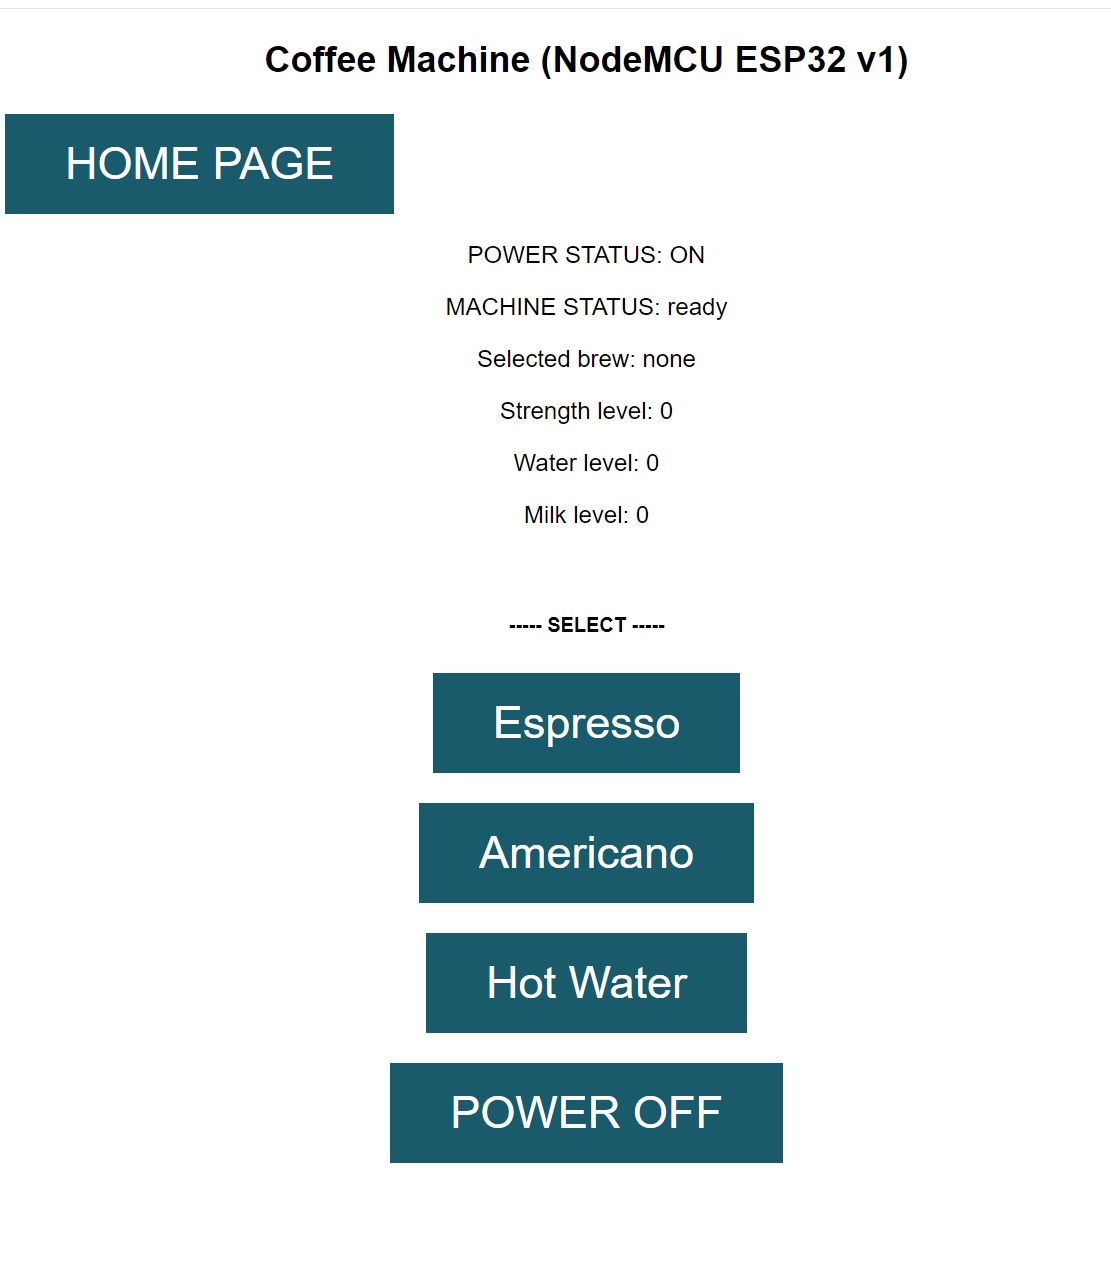 Coffee Machine (NodeMCU ESP32 v1)
HOME PAGE
POWER STATUS: ON
MACHINE STATUS: ready
Selected brew: none
Strength level: 0
Water level: 0
Milk level: 0
----- SELECT -----
Espresso
Americano
Hot Water
POWER OFF